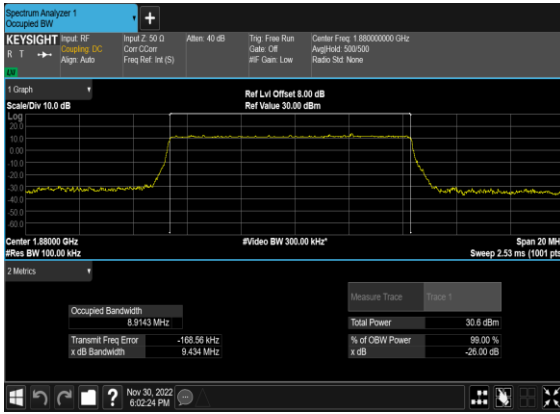 Spectrum Analyzer 1
Occupied BW
+
KEYSIGHT
R T
LW
Input: RF
Coupling: DC
Align: Auto
Input Z: 50 Ω
Corr CCorr
Freq Ref: Int (S)
Atten: 40 dB
Trig: Free Run
Gate: Off
#IF Gain: Low
Center Freq: 1.880000000 GHz
Avg|Hold: 500/500
Radio Std: None
1 Graph
Scale/Div 10.0 dB
Ref Lvl Offset 8.00 dB
Ref Value 30.00 dBm
Log
20.0
10.0
0.00
-10.0
-20.0
-30.0
-40.0
-50.0
-60.0
Center 1.88000 GHz
#Res BW 100.00 kHz
#Video BW 300.00 kHz*
Span 20 MH
Sweep 2.53 ms (1001 pts
2 Metrics
Measure Trace
Trace 1
Occupied Bandwidth
8.9143 MHz
Total Power
30.6 dBm
Transmit Freq Error
-168.56 kHz
% of OBW Power
99.00 %
x dB Bandwidth
9.434 MHz
x dB
-26.00 dB
?
Nov 30, 2022
6:02:24 PM